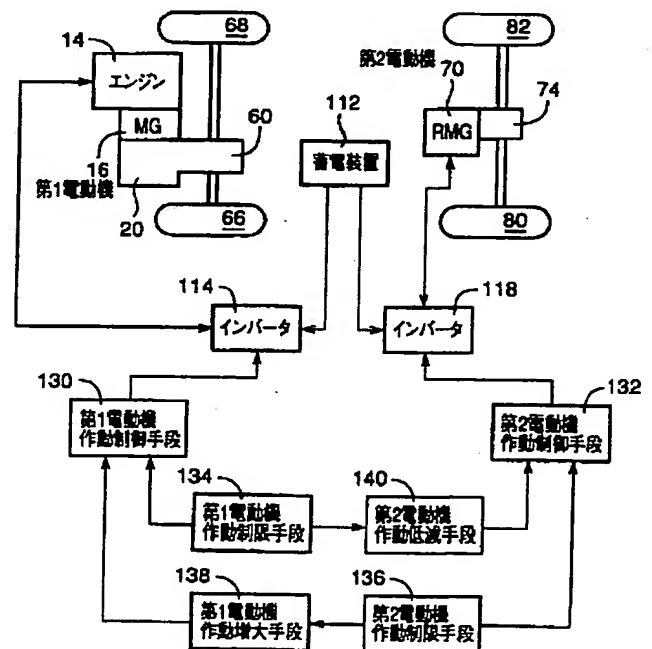 68
14
エンジン
60
MG
16
第1電動機
20
66
112
蓄電装置
82
第2電動機
70
74
RMG
80
114
インバータ
118
インバータ
130
第1電動機
作動制御手段
132
第2電動機
作動制御手段
134
第1電動機
作動制限手段
140
第2電動機
作動低減手段
138
第1電動機
作動増大手段
136
第2電動機
作動制限手段